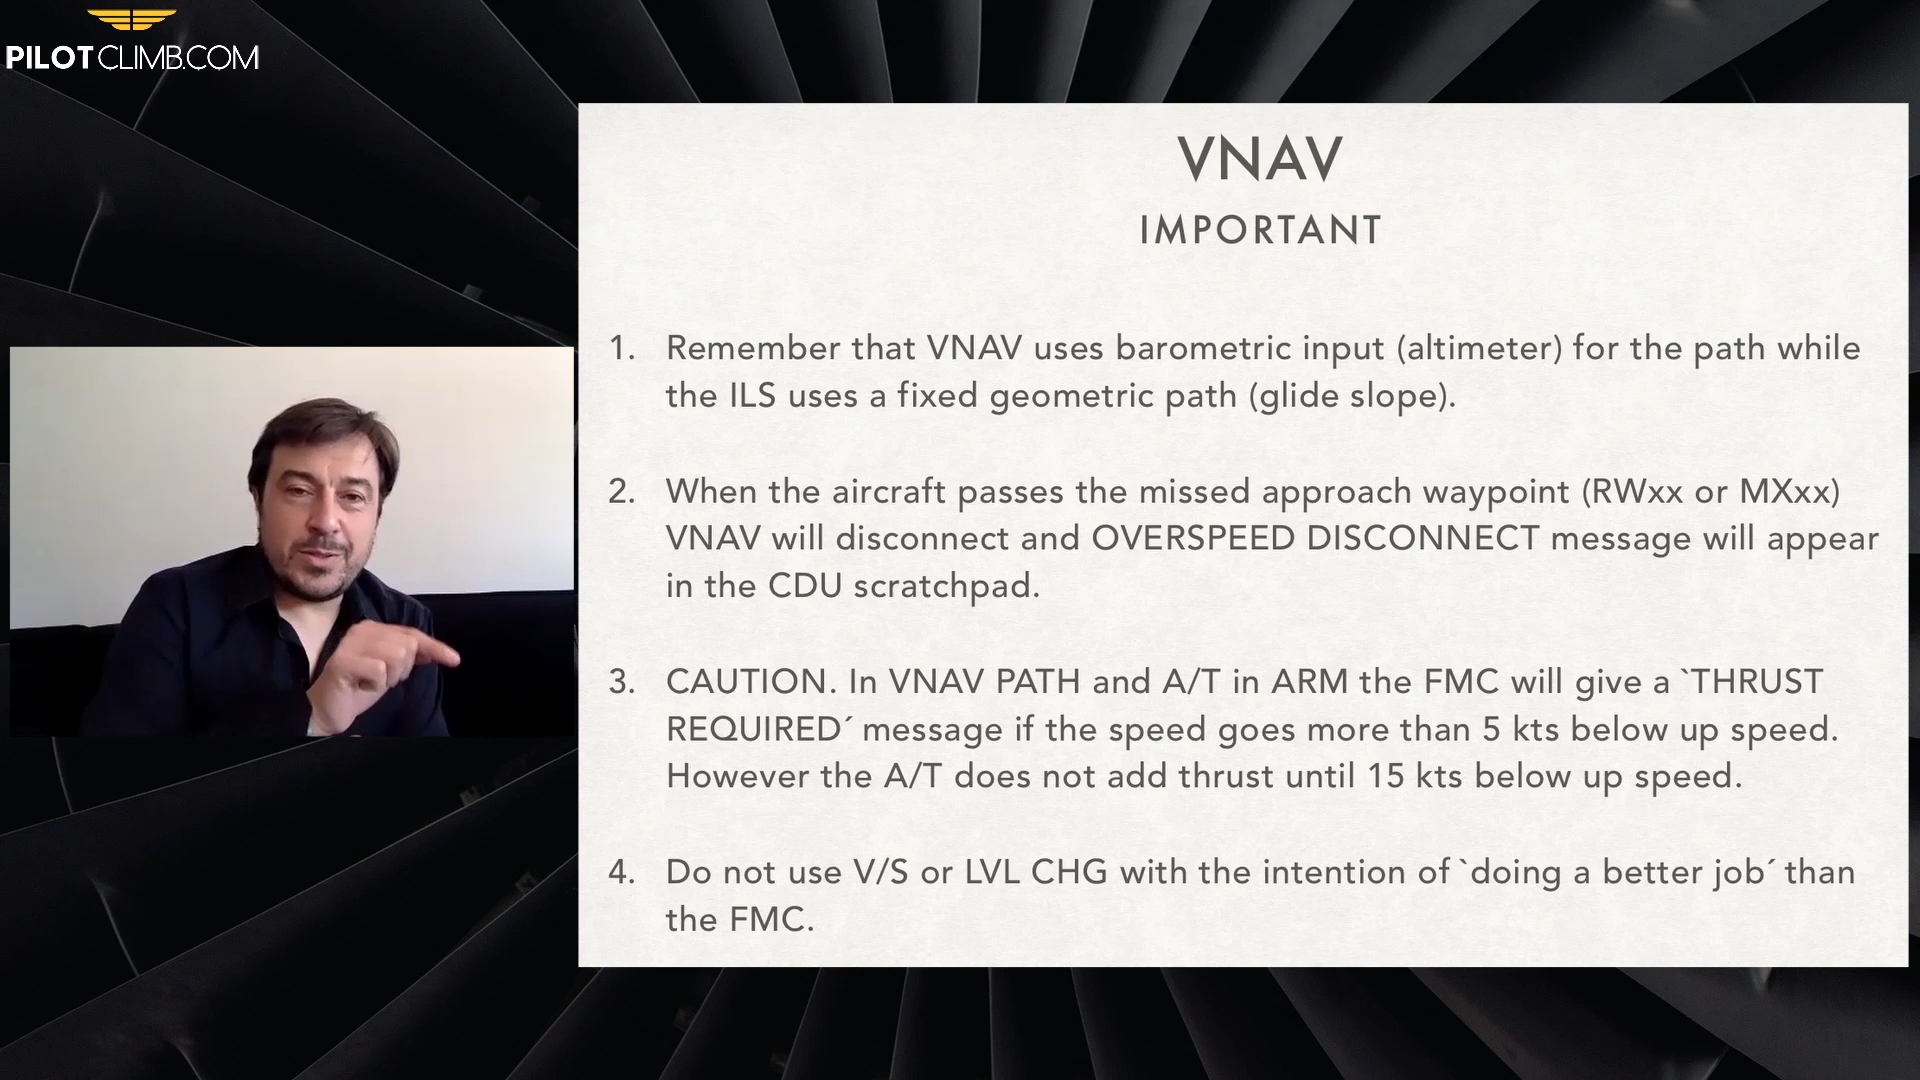 PILOTCLIMB.COM
VNAV
IMPORTANT
1. Remember that VNAV uses barometric input (altimeter) for the path while
the ILS uses a fixed geometric path (glide slope).
2. When the aircraft passes the missed approach waypoint (RWxx or MXxx)
VNAV will disconnect and OVERSPEED DISCONNECT message will appear
in the CDU scratchpad.
3. CAUTION. In VNAV PATH and A/T in ARM the FMC will give a `THRUST
REQUIRED´ message if the speed goes more than 5 kts below up speed.
However the A/T does not add thrust until 15 kts below up speed.
4. Do not use V/S or LVL CHG with the intention of `doing a better job´ than
the FMC.